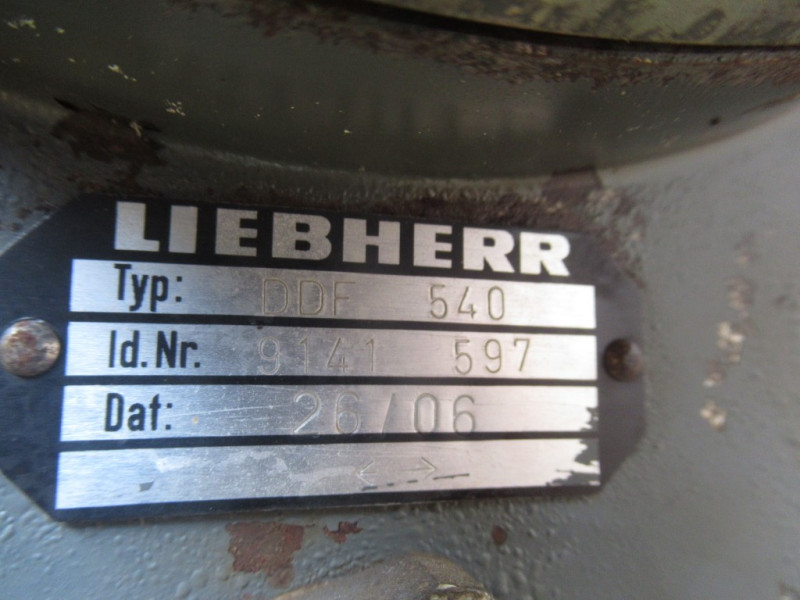 LIEBHERR
Typ: DDF 540
Id.Nr. 9141 597
Dat: 26/06
<- ->